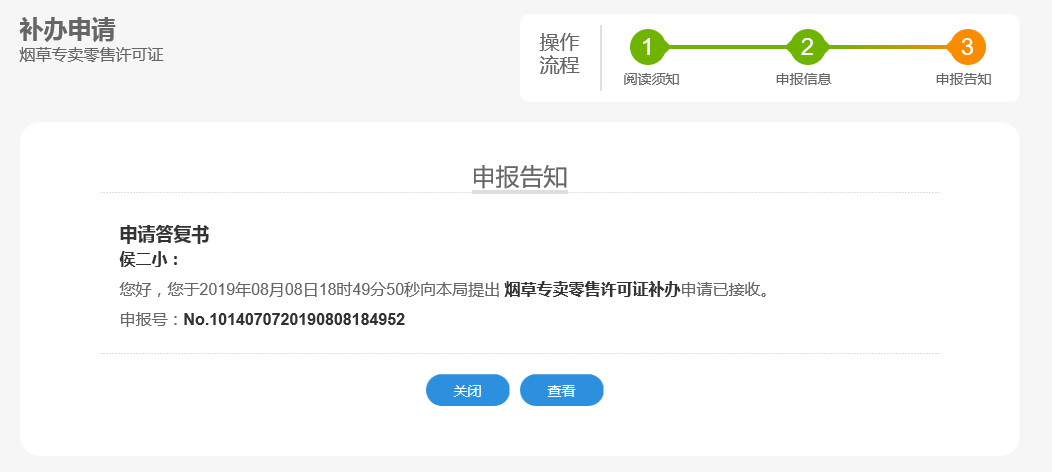 补办申请
烟草专卖零售许可证
操作
流程
1
2
3
阅读须知
申报信息
申报告知
申报告知
申请答复书
侯二小：
您好，您于2019年08月08日18时49分50秒向本局提出 烟草专卖零售许可证补办申请已接收。
申报号：No.1014070720190808184952
关闭
查看